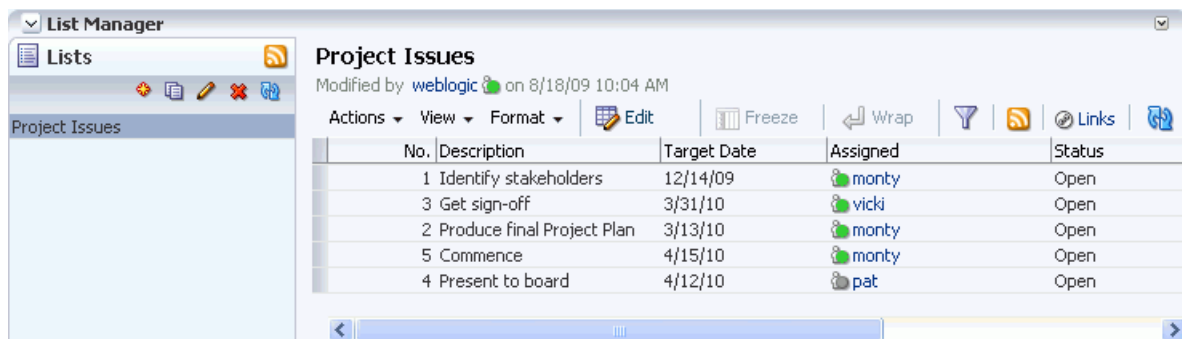 List Manager
Lists
Project Issues
Project Issues
Modified by weblogic on 8/18/09 10:04 AM
Actions View Format Edit Freeze Wrap Links
No. Description Target Date Assigned Status
1 Identify stakeholders 12/14/09 monty Open
3 Get sign-off 3/31/10 vicki Open
2 Produce final Project Plan 3/13/10 monty Open
5 Commence 4/15/10 monty Open
4 Present to board 4/12/10 pat Open